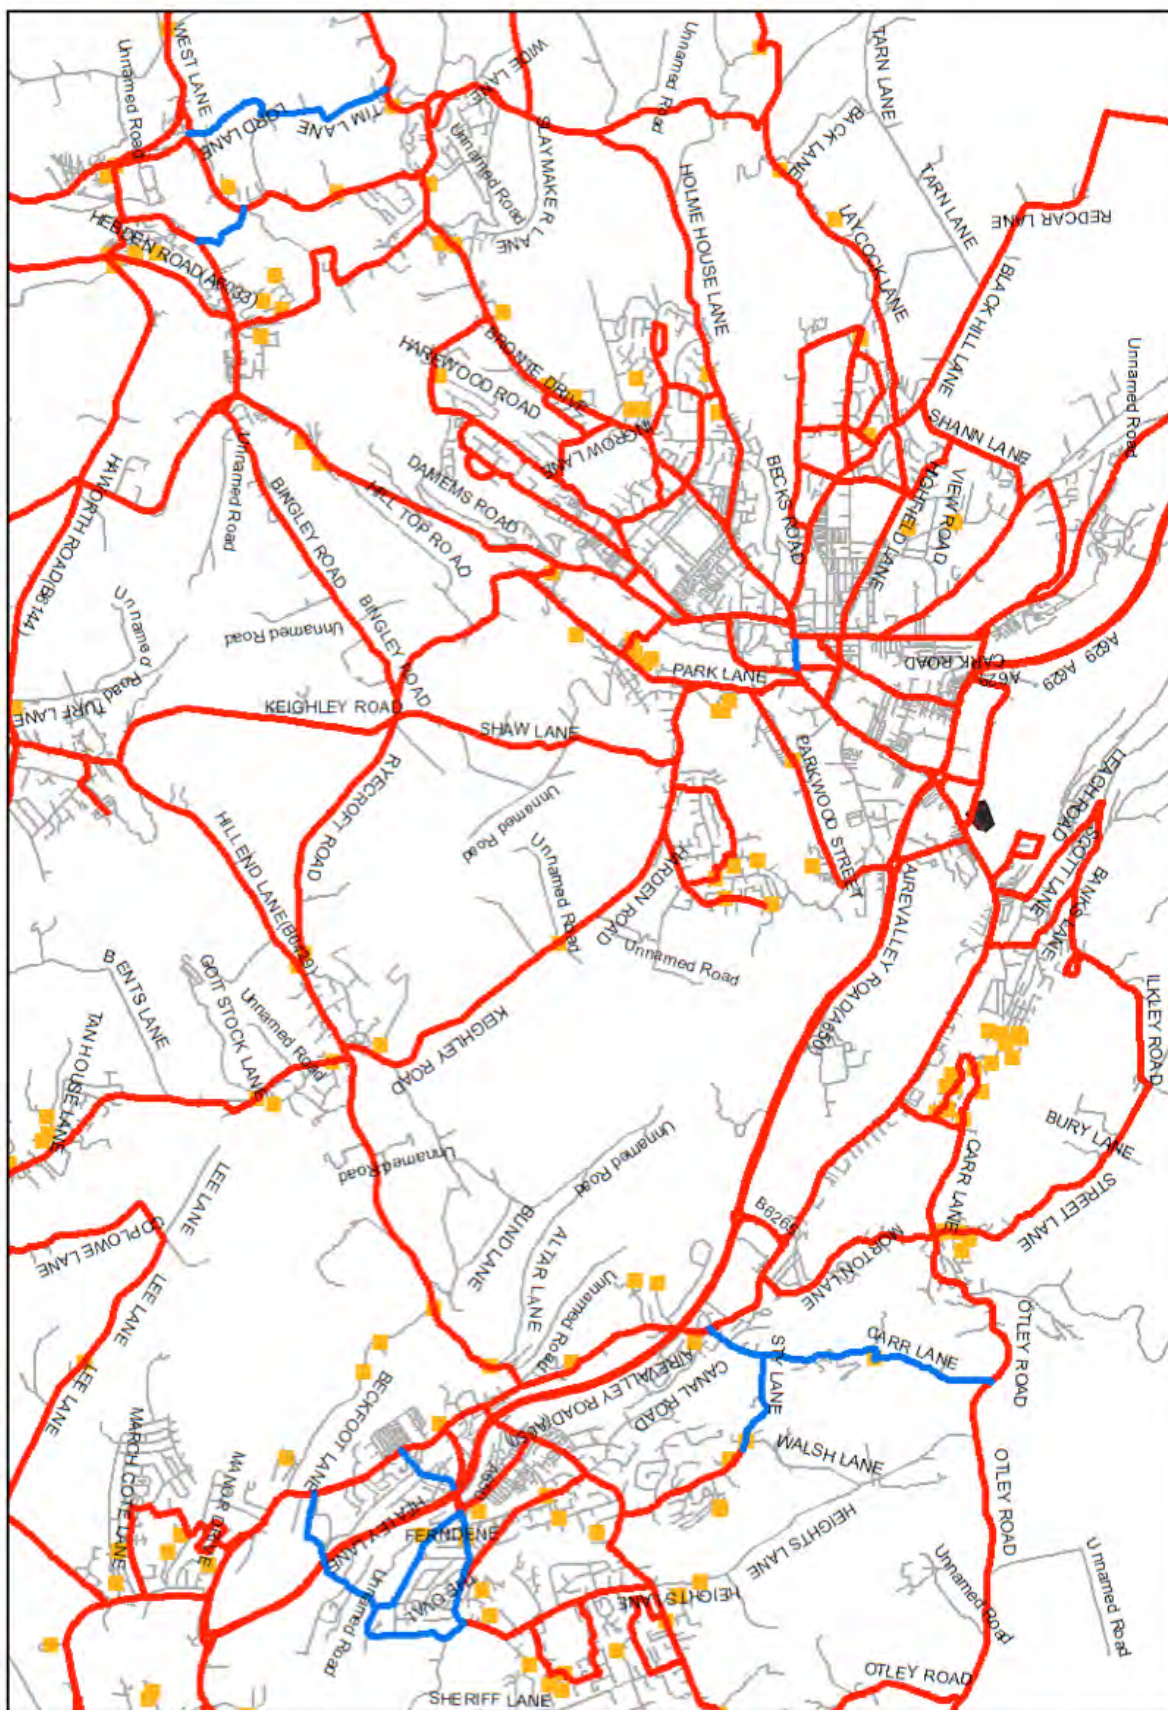 WEST LANE
Unnamed Road
LORD LANE
TIM LANE
WIDE LANE
Unnamed Road
SLAYMAKER LANE
Unnamed Road
TARN LANE
BACK LANE
TARN LANE
REDCAR LANE
HOLME HOUSE LANE
LAYCOCK LANE
BLACK HILL LANE
HEBDEN ROAD(A6033)
HAREWOOD ROAD
BRONTE DRIVE
INGROW LANE
Unnamed Road
SHANN LANE
BECKS ROAD
HIGHFIELD LANE
VIEW ROAD
DAMEMS ROAD
HILL TOP ROAD
HAWORTH ROAD(B6144)
Unnamed Road
BINGLEY ROAD
BINGLEY ROAD
Unnamed Road
Unnamed Road
TURF LANE
KEIGHLEY ROAD
SHAW LANE
PARK LANE
CARK ROAD
A629
A629
A629
RYECROFT ROAD
Unnamed Road
PARKWOOD STREET
LEACH ROAD
SCOTT LANE
BANKS LANE
HILL END LANE(B6429)
Unnamed Road
HARDEN ROAD
Unnamed Road
AIREVALLEY ROAD(A650)
ILKLEY ROAD
BENTS LANE
GOIT STOCK LANE
Unnamed Road
KEIGHLEY ROAD
TAN HOUSE LANE
BURY LANE
CARR LANE
STREET LANE
Unnamed Road
Unnamed Road
LEE LANE
COPLOWE LANE
BLIND LANE
ALTAR LANE
Unnamed Road
B6265
MORTON LANE
LEE LANE
OTLEY ROAD
CARR LANE
STY LANE
LEE LANE
BECKFOOT LANE
AIREVALLEY ROAD(A650)
CANAL ROAD
WALSH LANE
OTLEY ROAD
MARCH COTE LANE
MANOR DRIVE
HEALEY LANE
A650
FERNDENE
HEIGHTS LANE
Unnamed Road
Unnamed Road
Unnamed Road
HEIGHTS LANE
SHERIFF LANE
OTLEY ROAD